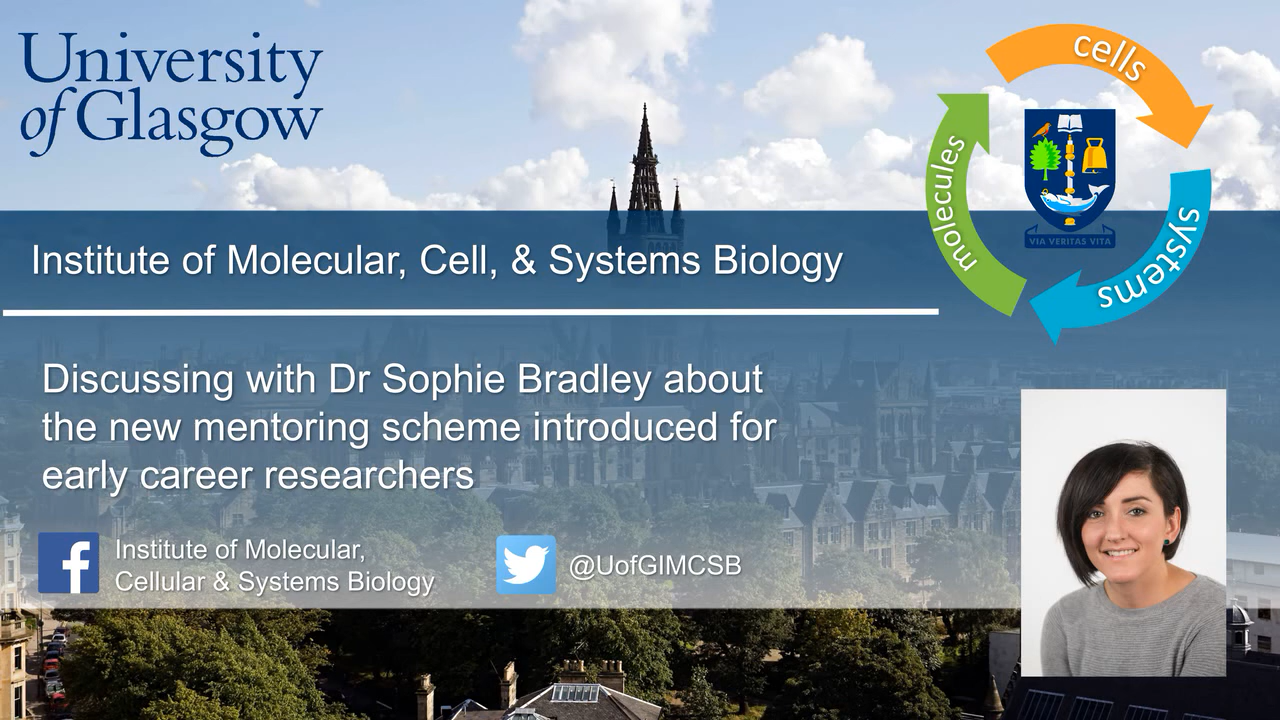 University
of Glasgow
cells
molecules
systems
VIA VERITAS VITA
Institute of Molecular, Cell, & Systems Biology
Discussing with Dr Sophie Bradley about
the new mentoring scheme introduced for
early career researchers
Institute of Molecular,
Cellular & Systems Biology
@UofGIMCSB